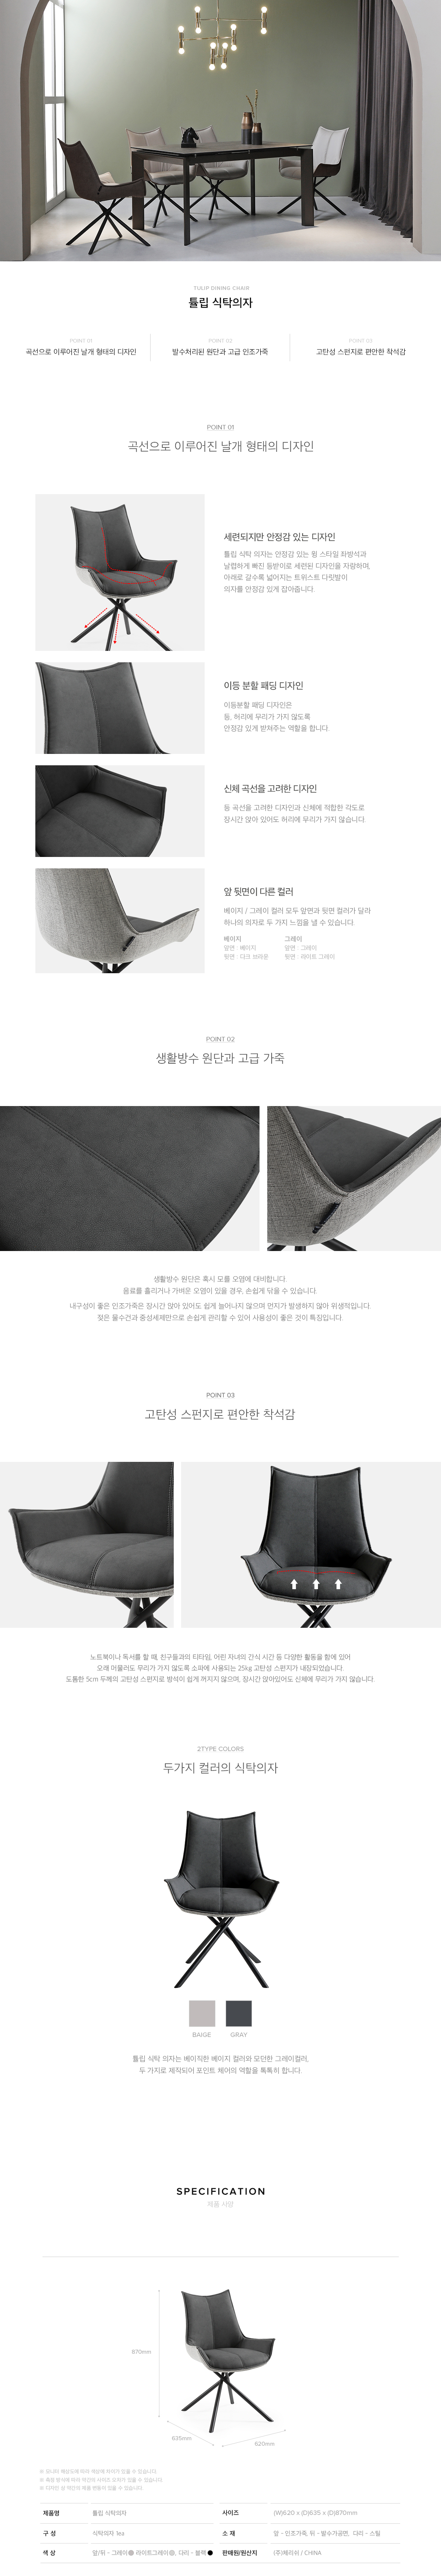 TULIP DINING CHAIR
튤립 식탁의자
POINT 01
곡선으로 이루어진 날개 형태의 디자인
POINT 02
발수처리된 원단과 고급 인조가죽
POINT 03
고탄성 스펀지로 편안한 착석감
POINT 01
곡선으로 이루어진 날개 형태의 디자인
세련되지만 안정감 있는 디자인
튤립 식탁 의자는 안정감 있는 윙 스타일 좌방석과
날렵하게 빠진 등받이로 세련된 디자인을 자랑하며,
아래로 갈수록 넓어지는 트위스트 다릿발이
의자를 안정감 있게 잡아줍니다.
이등 분할 패딩 디자인
이등분할 패딩 디자인은
등, 허리에 무리가 가지 않도록
안정감 있게 받쳐주는 역할을 합니다.
신체 곡선을 고려한 디자인
등 곡선을 고려한 디자인과 신체에 적합한 각도로
장시간 앉아 있어도 허리에 무리가 가지 않습니다.
앞 뒷면이 다른 컬러
베이지 / 그레이 컬러 모두 앞면과 뒷면 컬러가 달라
하나의 의자로 두 가지 느낌을 낼 수 있습니다.
베이지
앞면 : 베이지
뒷면 : 다크 브라운
그레이
앞면 : 그레이
뒷면 : 라이트 그레이
POINT 02
생활방수 원단과 고급 가죽
생활방수 원단은 혹시 모를 오염에 대비합니다.
음료를 흘리거나 가벼운 오염이 있을 경우, 손쉽게 닦을 수 있습니다.
내구성이 좋은 인조가죽은 장시간 앉아 있어도 쉽게 늘어나지 않으며 먼지가 발생하지 않아 위생적입니다.
젖은 물수건과 중성세제만으로 손쉽게 관리할 수 있어 사용성이 좋은 것이 특징입니다.
POINT 03
고탄성 스펀지로 편안한 착석감
노트북이나 독서를 할 때, 친구들과의 티타임, 어린 자녀의 간식 시간 등 다양한 활동을 함에 있어
오래 머물러도 무리가 가지 않도록 소파에 사용되는 25kg 고탄성 스펀지가 내장되었습니다.
도톰한 5cm 두께의 고탄성 스펀지로 방석이 쉽게 꺼지지 않으며, 장시간 앉아있어도 신체에 무리가 가지 않습니다.
2TYPE COLORS
두가지 컬러의 식탁의자
BAIGE
GRAY
튤립 식탁 의자는 베이직한 베이지 컬러와 모던한 그레이컬러,
두 가지로 제작되어 포인트 체어의 역할을 톡톡히 합니다.
SPECIFICATION
제품 사양
870mm
635mm
620mm
※ 모니터 해상도에 따라 색상에 차이가 있을 수 있습니다.
※ 측정 방식에 따라 약간의 사이즈 오차가 있을 수 있습니다.
※ 디자인 상 약간의 제품 변동이 있을 수 있습니다.
제품명
튤립 식탁의자
사이즈
(W)620 x (D)635 x (D)870mm
구 성
식탁의자 1ea
소 재
앞 - 인조가죽, 뒤 - 발수가공면, 다리 - 스틸
색 상
앞/뒤 - 그레이 라이트그레이, 다리 - 블랙
판매원/원산지
(주)체리쉬 / CHINA